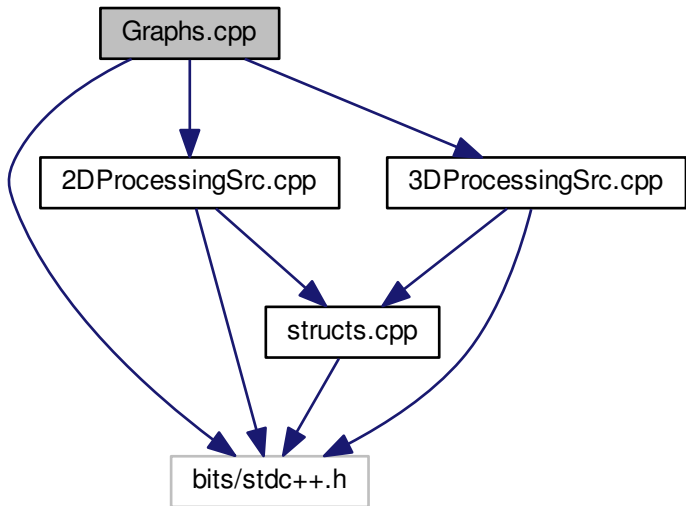 Graphs.cpp
2DProcessingSrc.cpp
3DProcessingSrc.cpp
structs.cpp
bits/stdc++.h